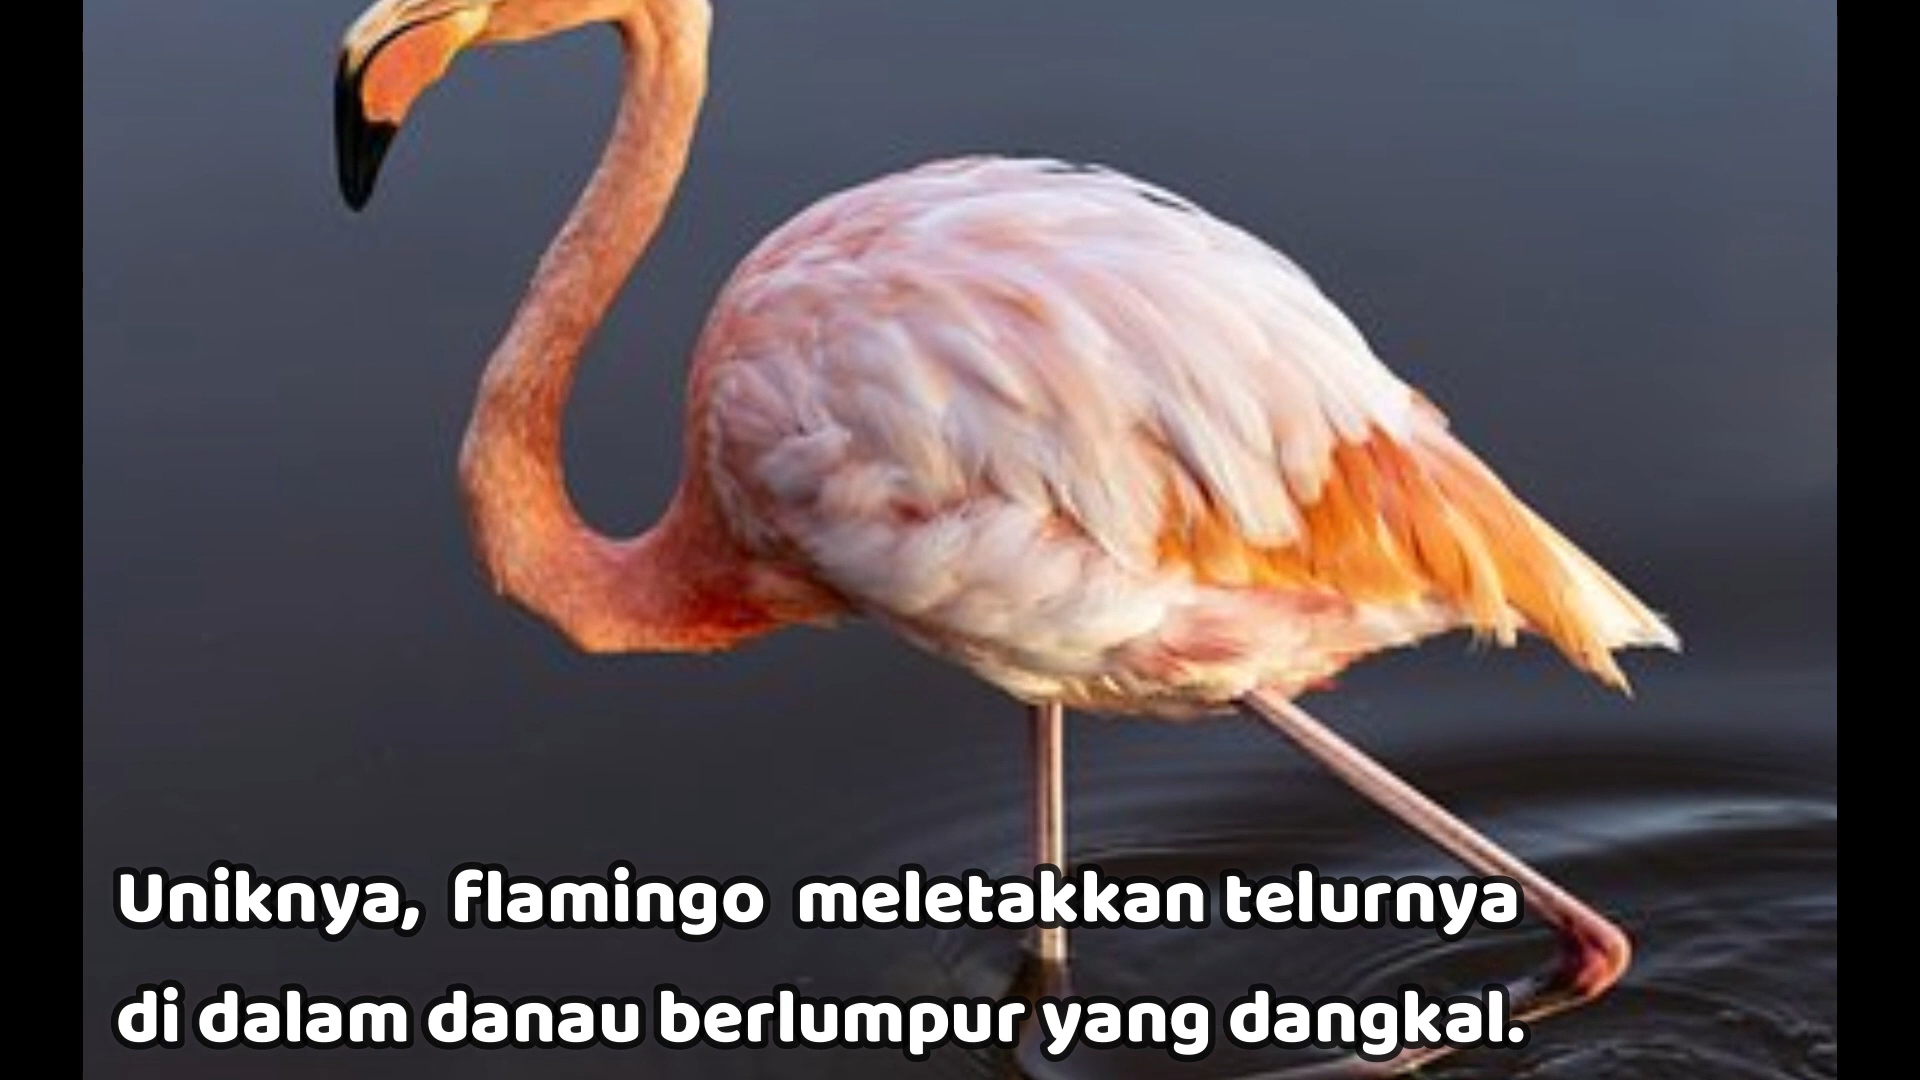 Uniknya, flamingo meletakkan telurnya
di dalam danau berlumpur yang dangkal.